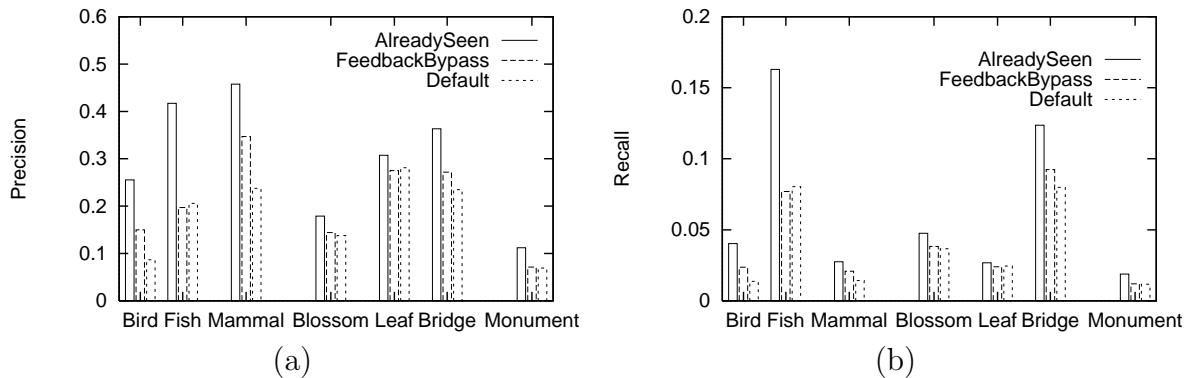 0.6
0.5
0.4
0.3
0.2
0.1
0
Precision
AlreadySeen
FeedbackBypass
Default
Bird Fish Mammal Blossom Leaf Bridge Monument
(a)
0.2
0.15
0.1
0.05
0
Recall
AlreadySeen
FeedbackBypass
Default
Bird Fish Mammal Blossom Leaf Bridge Monument
(b)